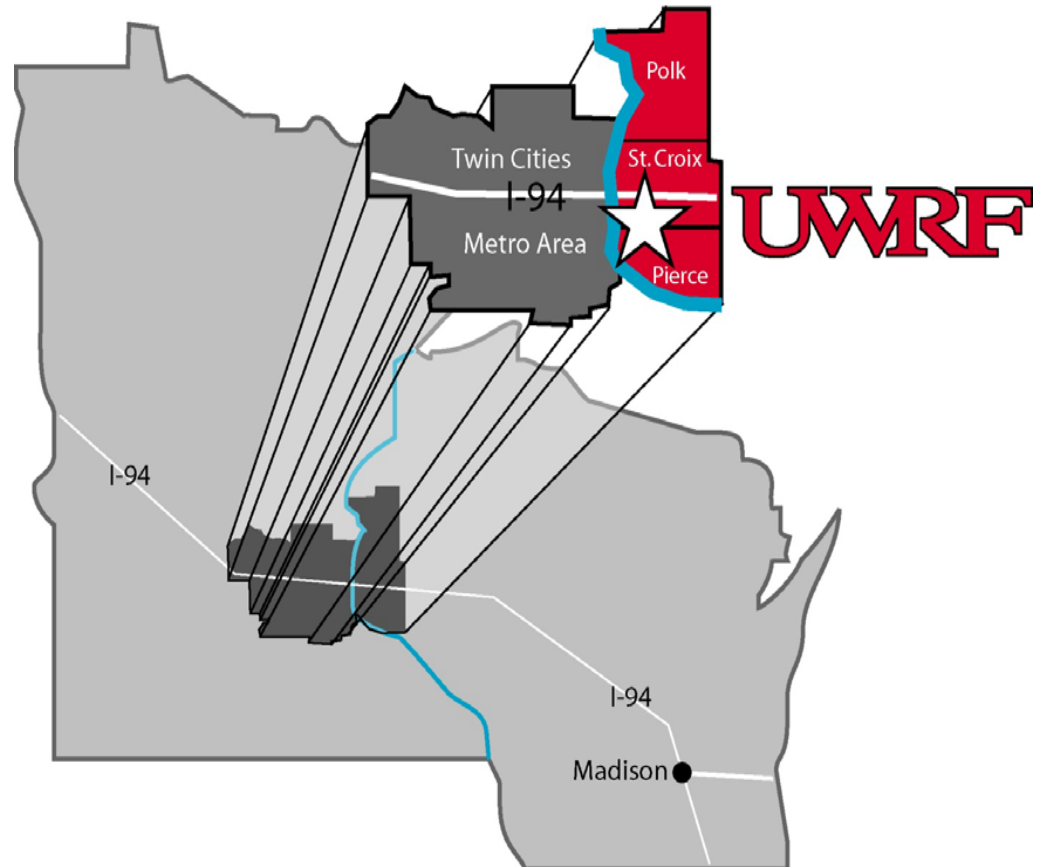 Polk
Twin Cities
St. Croix
I-94
UWRF
Metro Area
Pierce
I-94
I-94
Madison